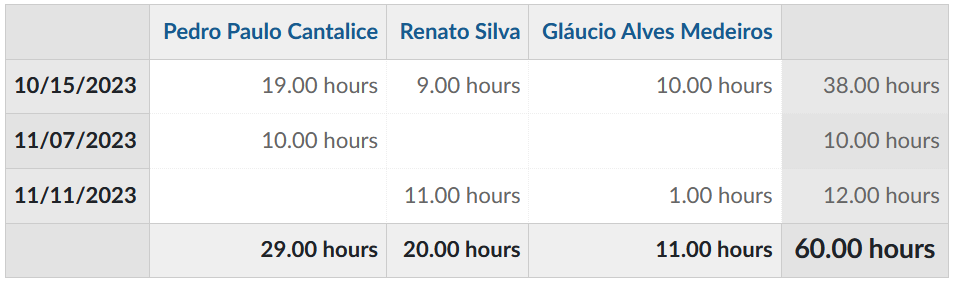 Pedro Paulo Cantalice Renato Silva Gláucio Alves Medeiros
10/15/2023 19.00 hours 9.00 hours 10.00 hours 38.00 hours
11/07/2023 10.00 hours 10.00 hours
11/11/2023 11.00 hours 1.00 hours 12.00 hours
29.00 hours 20.00 hours 11.00 hours 60.00 hours